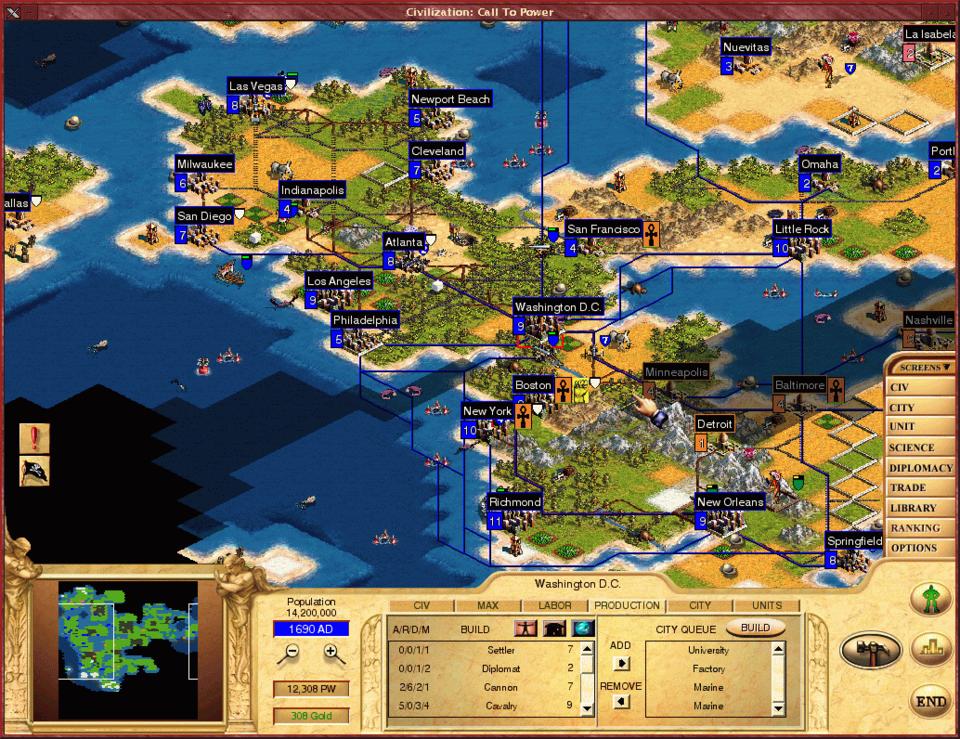 Civilization: Call To Power
La Isabela
Nuevitas
3
7
Las Vegas
8
Newport Beach
5
Cleveland
7
Milwaukee
6
Omaha
2
Portl
2
Indianapolis
4
allas
San Diego
7
San Francisco
4
Little Rock
10
Atlanta
8
Los Angeles
9
Washington D.C.
9
Philadelphia
5
7
Nashville
Minneapolis
4
Boston
Baltimore
4
New York
10
Detroit
1
Richmond
11
New Orleans
9
Springfield
8
SCREENS
CIV
CITY
UNIT
SCIENCE
DIPLOMACY
TRADE
LIBRARY
RANKING
OPTIONS
Washington D.C.
Population
14,200,000
1690 AD
12,308 PW
308 Gold
CIV MAX LABOR PRODUCTION CITY UNITS
A/R/D/M BUILD
0/0/1/1 Settler 7
0/0/1/2 Diplomat 2
2/6/2/1 Cannon 7
5/0/3/4 Cavalry 9
ADD
REMOVE
CITY QUEUE BUILD
University
Factory
Marine
Marine
END